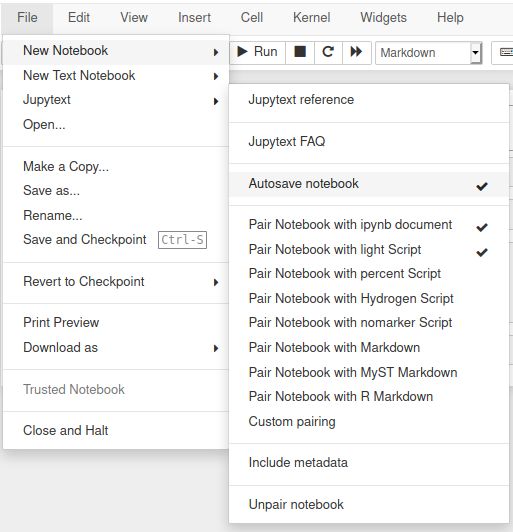 File Edit View Insert Cell Kernel Widgets Help
New Notebook
New Text Notebook
Jupytext
Open...
Make a Copy...
Save as...
Rename...
Save and Checkpoint Ctrl-S
Revert to Checkpoint
Print Preview
Download as
Trusted Notebook
Close and Halt
Run Markdown
Jupytext reference
Jupytext FAQ
Autosave notebook
Pair Notebook with ipynb document
Pair Notebook with light Script
Pair Notebook with percent Script
Pair Notebook with Hydrogen Script
Pair Notebook with nomarker Script
Pair Notebook with Markdown
Pair Notebook with MyST Markdown
Pair Notebook with R Markdown
Custom pairing
Include metadata
Unpair notebook